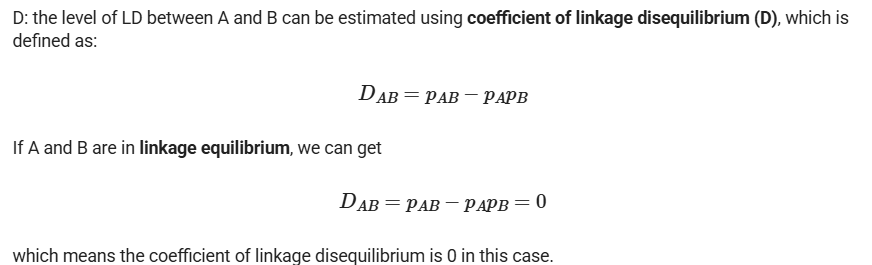 D: the level of LD between A and B can be estimated using coefficient of linkage disequilibrium (D), which is
defined as:
D_{AB} = p_{AB} − p_A p_B
If A and B are in linkage equilibrium, we can get
D_{AB} = p_{AB} − p_A p_B = 0
which means the coefficient of linkage disequilibrium is 0 in this case.